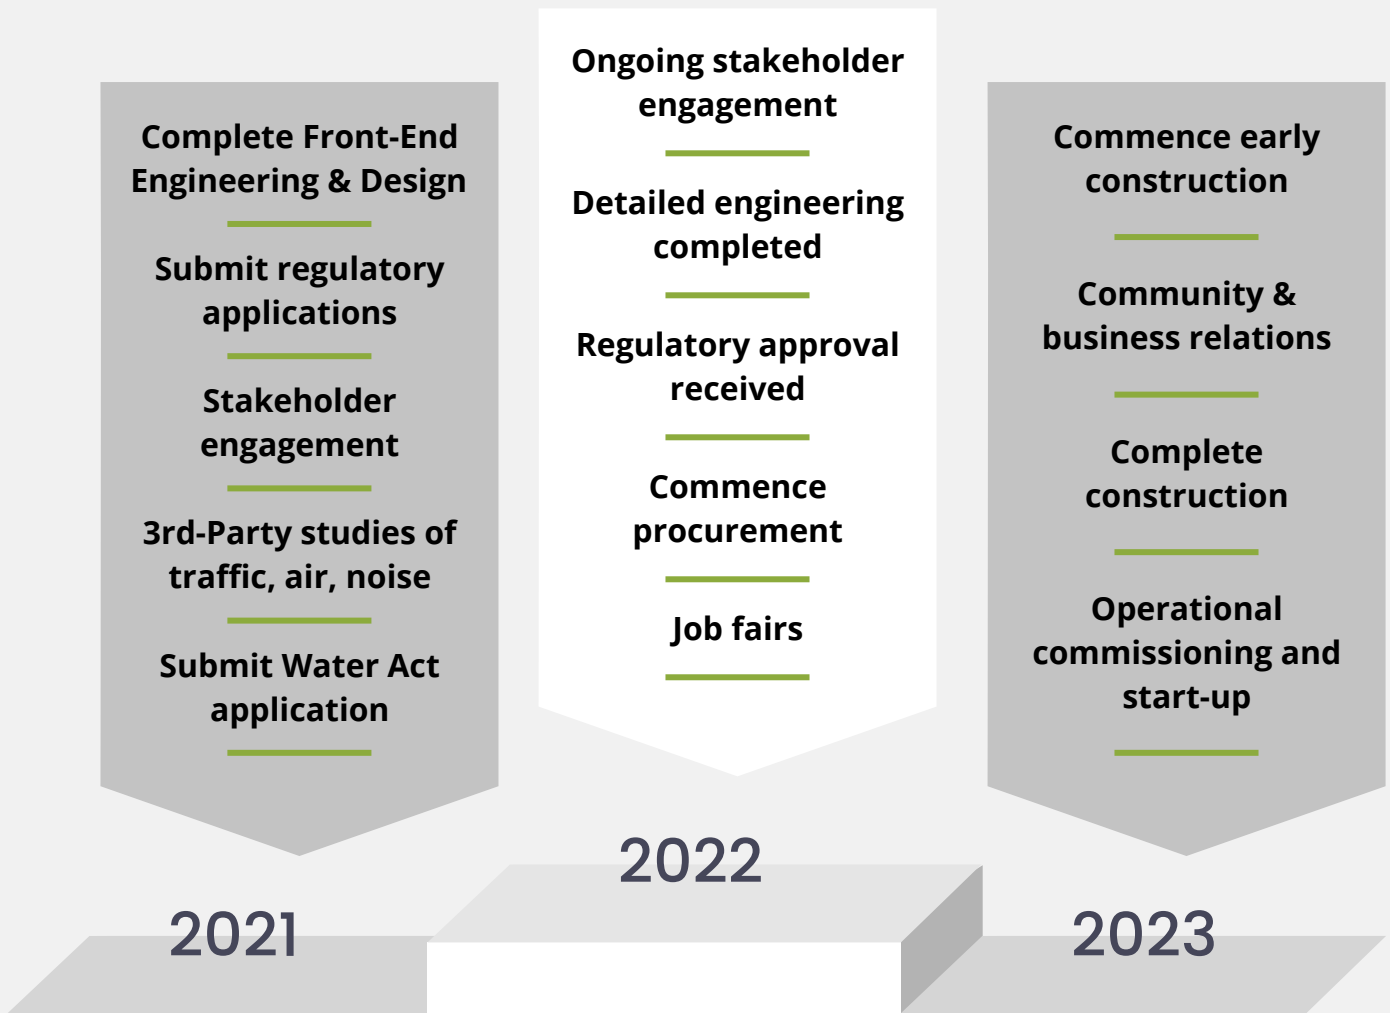 Complete Front-End
Engineering & Design
Submit regulatory
applications
Stakeholder
engagement
3rd-Party studies of
traffic, air, noise
Submit Water Act
application
2021
Ongoing stakeholder
engagement
Detailed engineering
completed
Regulatory approval
received
Commence
procurement
Job fairs
2022
Commence early
construction
Community &
business relations
Complete
construction
Operational
commissioning and
start-up
2023